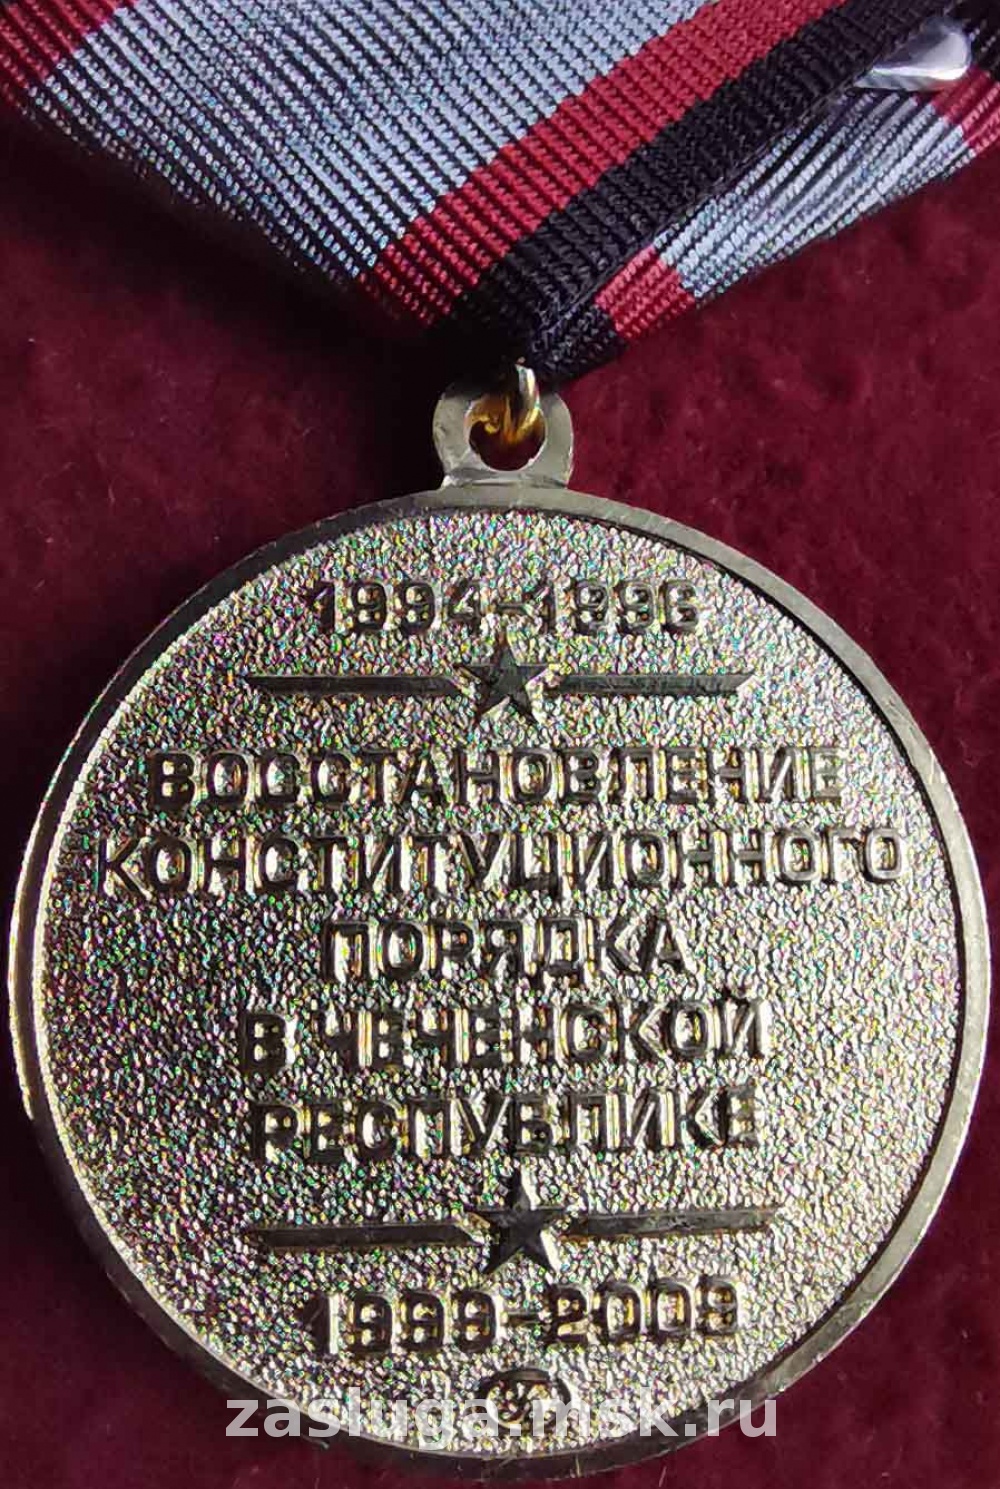 1994-1996
ВОССТАНОВЛЕНИЕ
КОНСТИТУЦИОННОГО
ПОРЯДКА
В ЧЕЧЕНСКОЙ
РЕСПУБЛИКЕ
1999-2009
zasluga.msk.ru